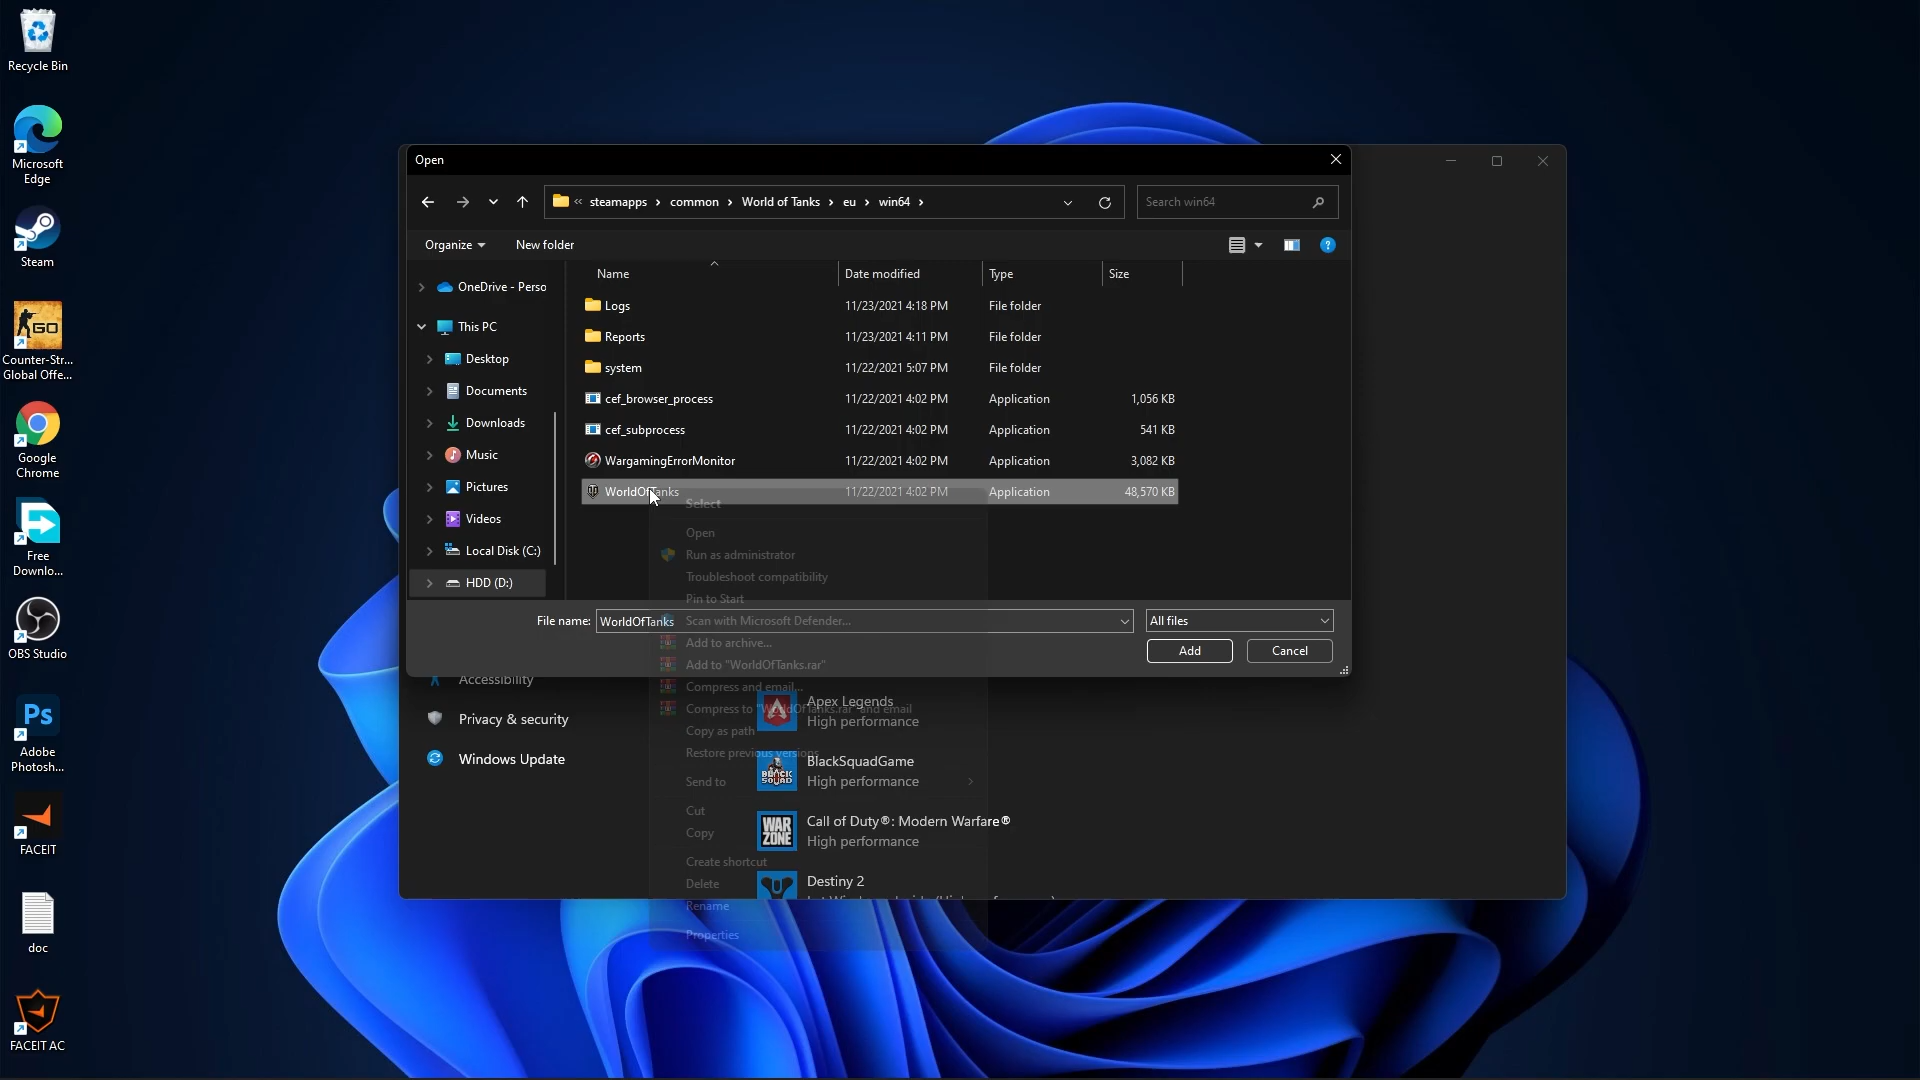 Recycle Bin
Microsoft
Edge
Steam
Counter-Str...
Global Offe...
Google
Chrome
Free
Downlo...
OBS Studio
Adobe
Photosh...
FACEIT
doc
FACEIT AC
Open
steamapps
common
World of Tanks
eu
win64
Search win64
Organize
New folder
Name
Date modified
Type
Size
OneDrive - Perso
This PC
Desktop
Documents
Downloads
Music
Pictures
Videos
Local Disk (C:)
HDD (D:)
Logs 11/23/2021 4:18 PM File folder
Reports 11/23/2021 4:11 PM File folder
system 11/22/2021 5:07 PM File folder
cef_browser_process 11/22/2021 4:02 PM Application 1,056 KB
cef_subprocess 11/22/2021 4:02 PM Application 541 KB
WargamingErrorMonitor 11/22/2021 4:02 PM Application 3,082 KB
WorldOfTanks 11/22/2021 4:02 PM Application 48,570 KB
Select
Open
Run as administrator
Troubleshoot compatibility
Pin to Start
Scan with Microsoft Defender...
Add to archive...
Add to "WorldOfTanks.rar"
Compress and email...
Compress to "WorldOfTanks.rar" and email
Copy as path
Restore previous versions
Send to
Cut
Copy
Create shortcut
Delete
Rename
Properties
File name: WorldOfTanks
All files
Add
Cancel
Accessibility
Privacy & security
Windows Update
Apex Legends
High performance
BlackSquadGame
High performance
BLACK
SQUAD
Call of Duty®: Modern Warfare®
High performance
WAR
ZONE
Destiny 2